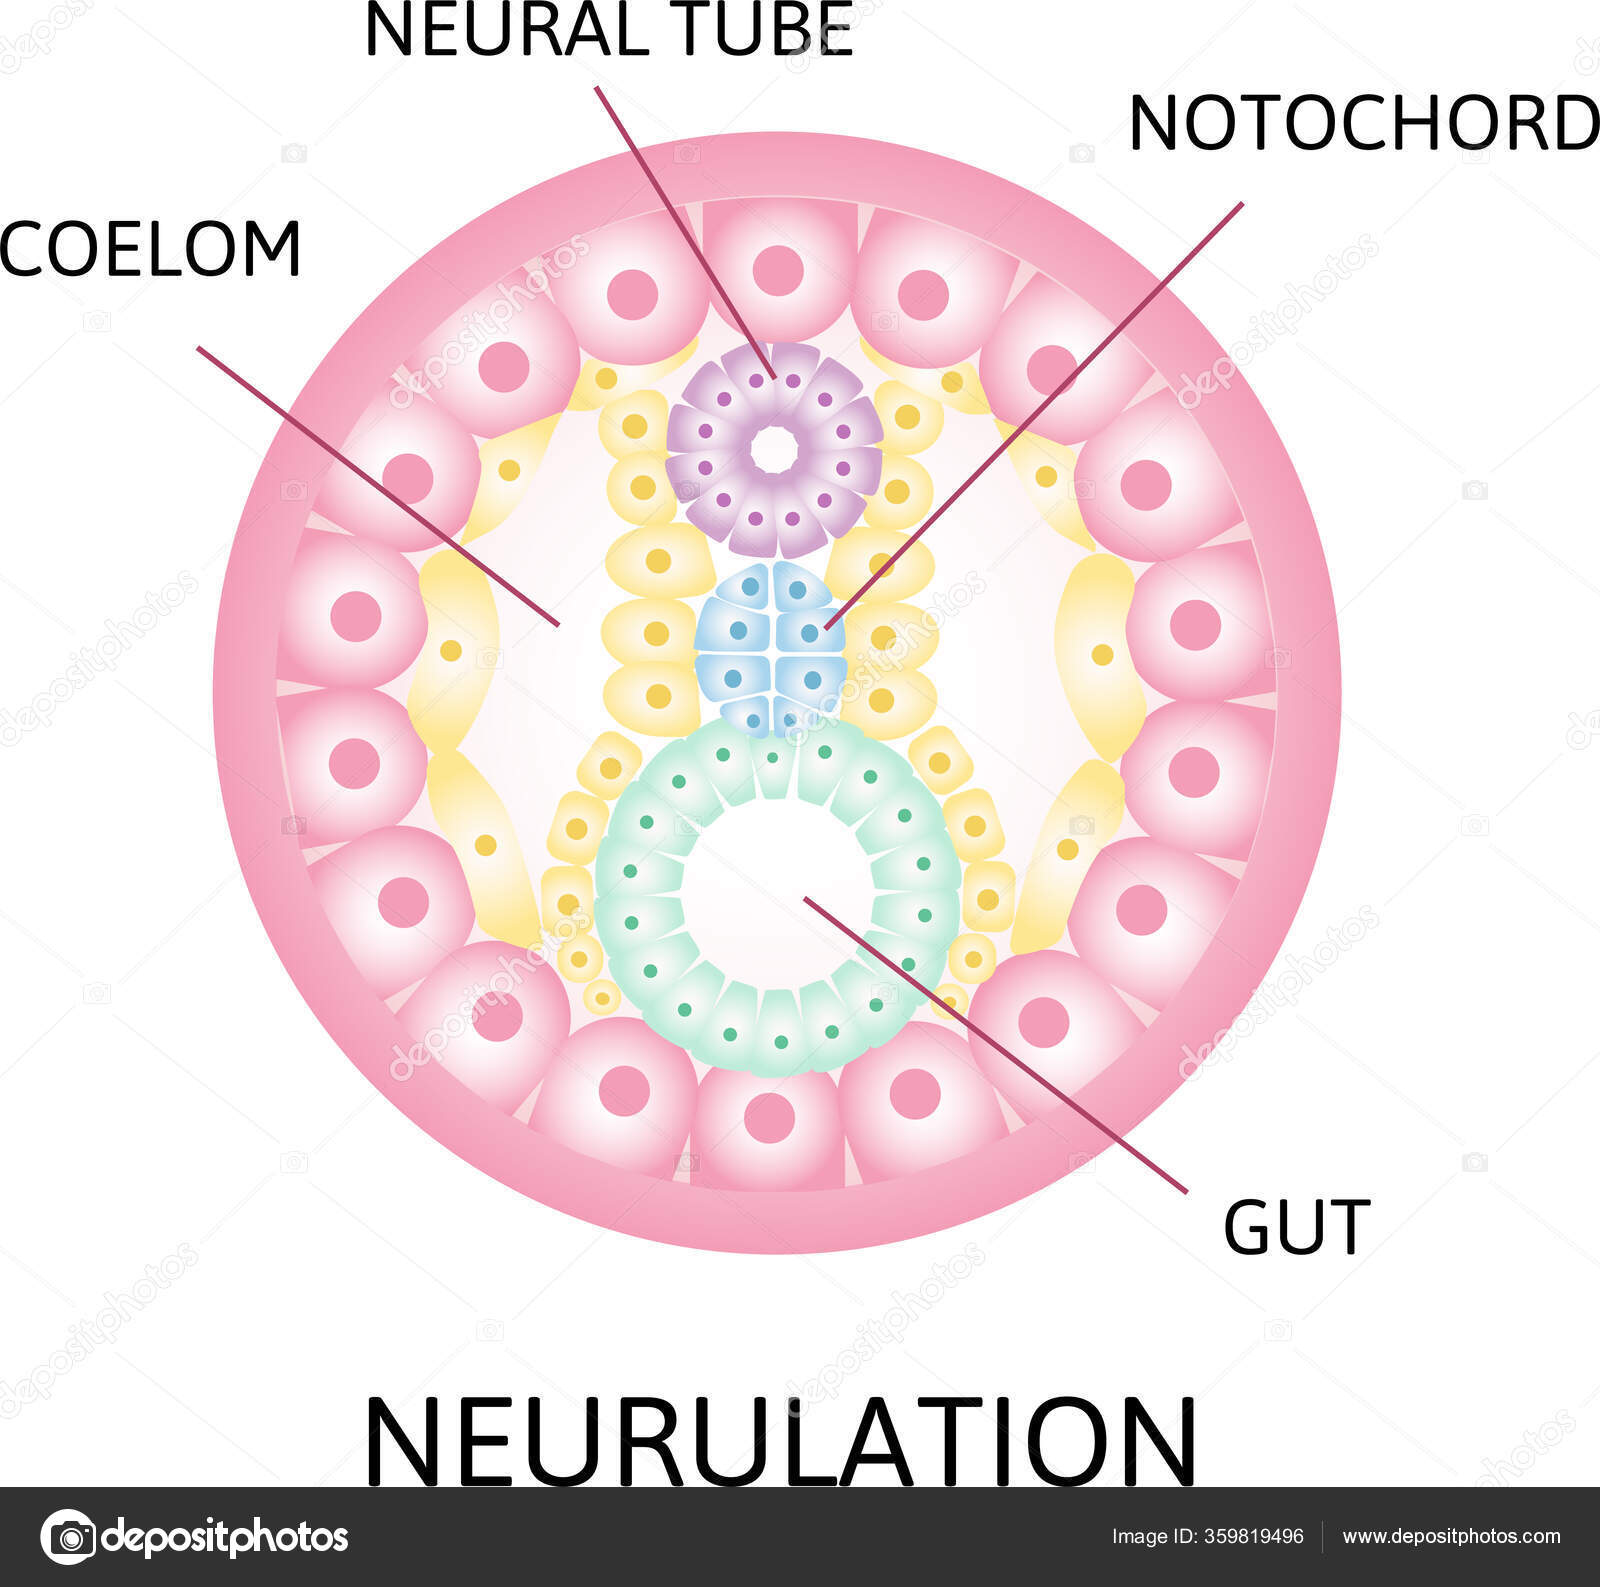 NEURAL TUBE
NOTOCHORD
COELOM
GUT
NEURULATION
depositphotos
Image ID: 359819496
www.depositphotos.com